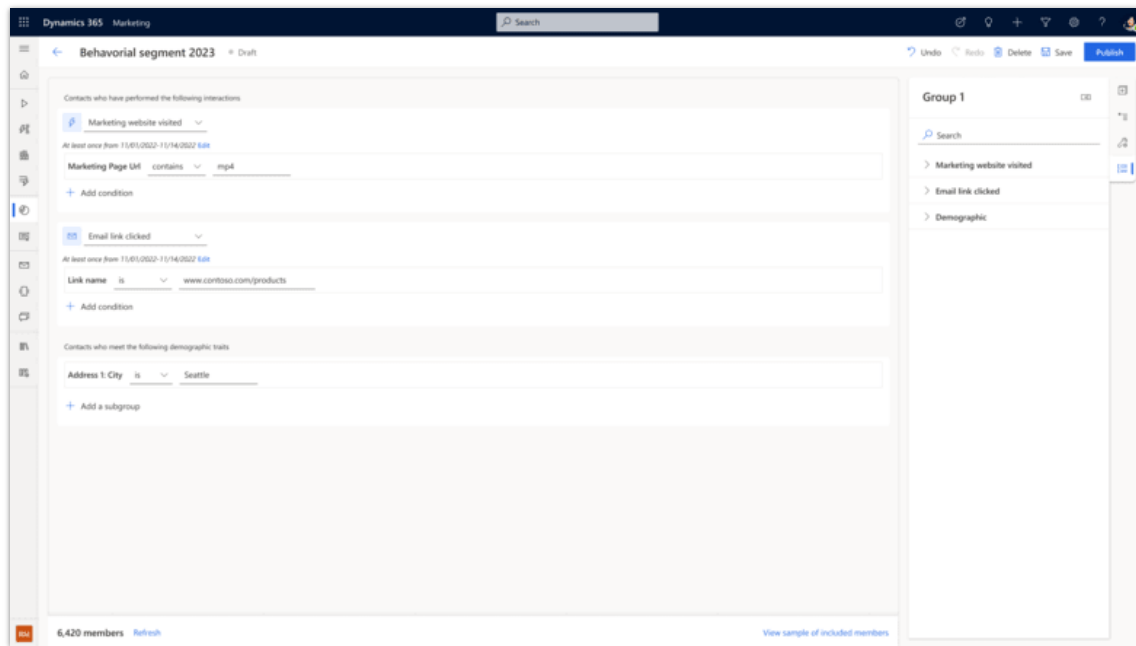 Dynamics 365 Marketing
Search
Behavorial segment 2023 Draft
Undo Redo Delete Save Publish
Contacts who have performed the following interactions
Marketing website visited
At least once from 11/01/2022-11/14/2022 Edit
Marketing Page Url contains mp4
+ Add condition
Email link clicked
At least once from 11/01/2022-11/14/2022 Edit
Link name is www.contoso.com/products
+ Add condition
Contacts who meet the following demographic traits
Address 1: City is Seattle
+ Add a subgroup
6,420 members Refresh View sample of included members
Group 1
Search
Marketing website visited
Email link clicked
Demographic